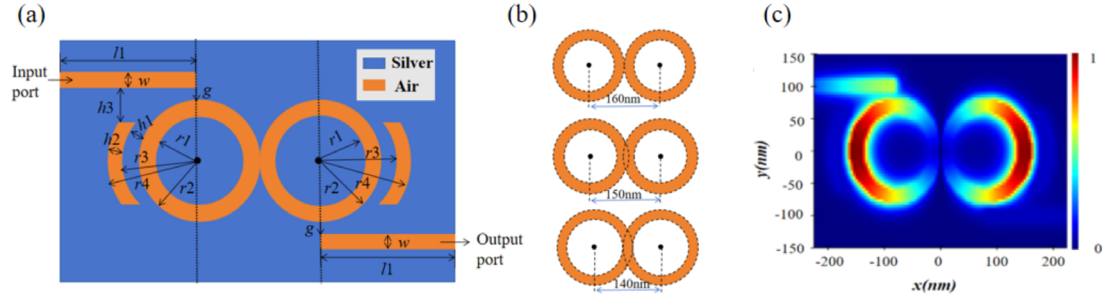 (a)
l1
Input
port
w
g
h3
Silver
Air
h1
h2
r1
r3
r4
r2
r1
r3
r4
r2
g
w
l1
Output
port
(b)
160nm
150nm
140nm
(c)
y(nm)
150
100
50
0
-50
-100
-150
-200
-100
0
100
200
x(nm)
1
0